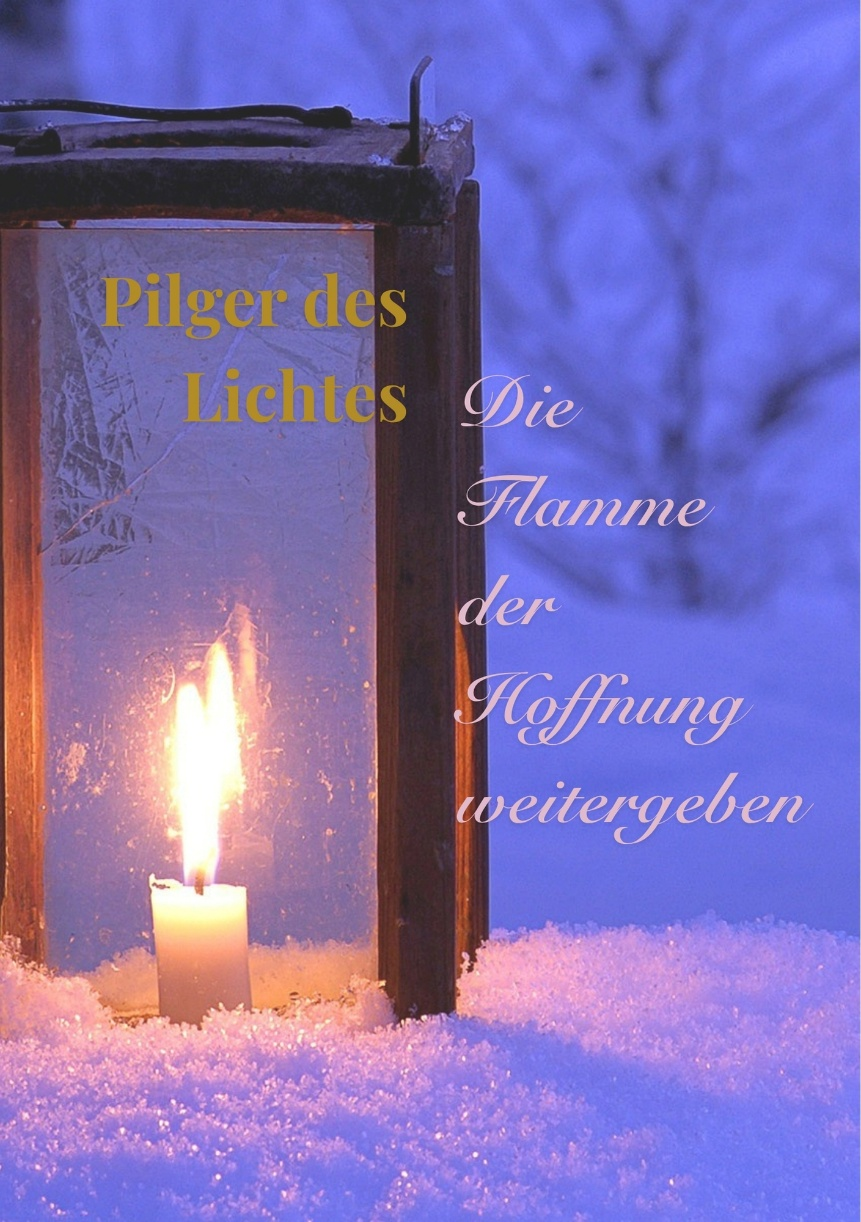 Pilger des
Lichtes
Die
Flamme
der
Hoffnung
weitergeben